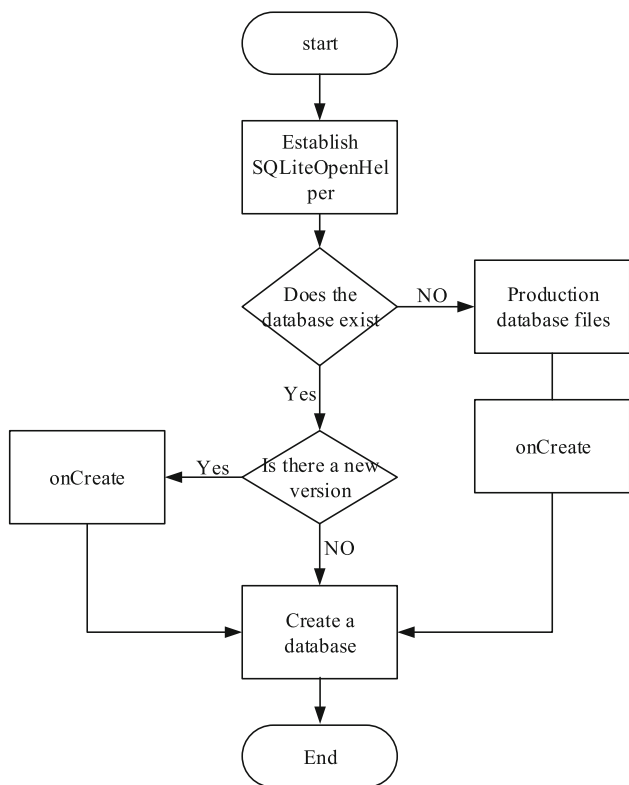 start
Establish
SQLiteOpenHel
per
Does the
database exist
NO
Production
database files
Yes
onCreate
Is there a new
version
Yes
onCreate
NO
Create a
database
End